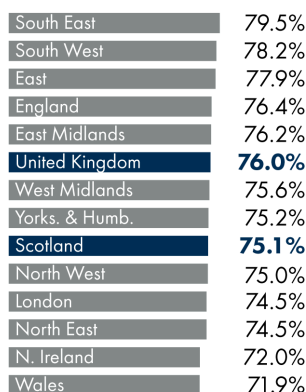 South East 79.5%
South West 78.2%
East 77.9%
England 76.4%
East Midlands 76.2%
United Kingdom 76.0%
West Midlands 75.6%
Yorks. & Humb. 75.2%
Scotland 75.1%
North West 75.0%
London 74.5%
North East 74.5%
N. Ireland 72.0%
Wales 71.9%